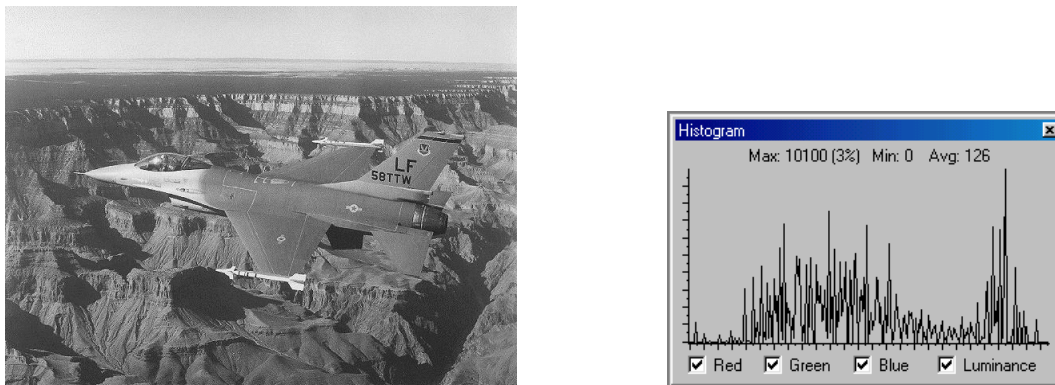 LF
58TTW
Histogram
Max: 10100 (3%) Min: 0 Avg: 126
Red Green Blue Luminance